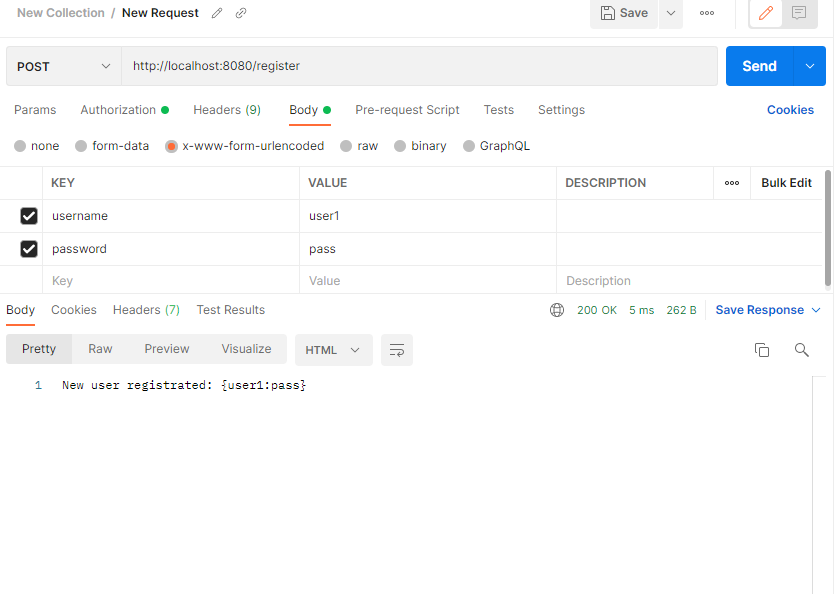 New Collection / New Request Save
POST http://localhost:8080/register Send
Params Authorization Headers (9) Body Pre-request Script Tests Settings Cookies
none form-data x-www-form-urlencoded raw binary GraphQL
KEY VALUE DESCRIPTION Bulk Edit
username user1
password pass
Key Value Description
Body Cookies Headers (7) Test Results 200 OK 5 ms 262 B Save Response
Pretty Raw Preview Visualize HTML
1 New user registrated: {user1:pass}